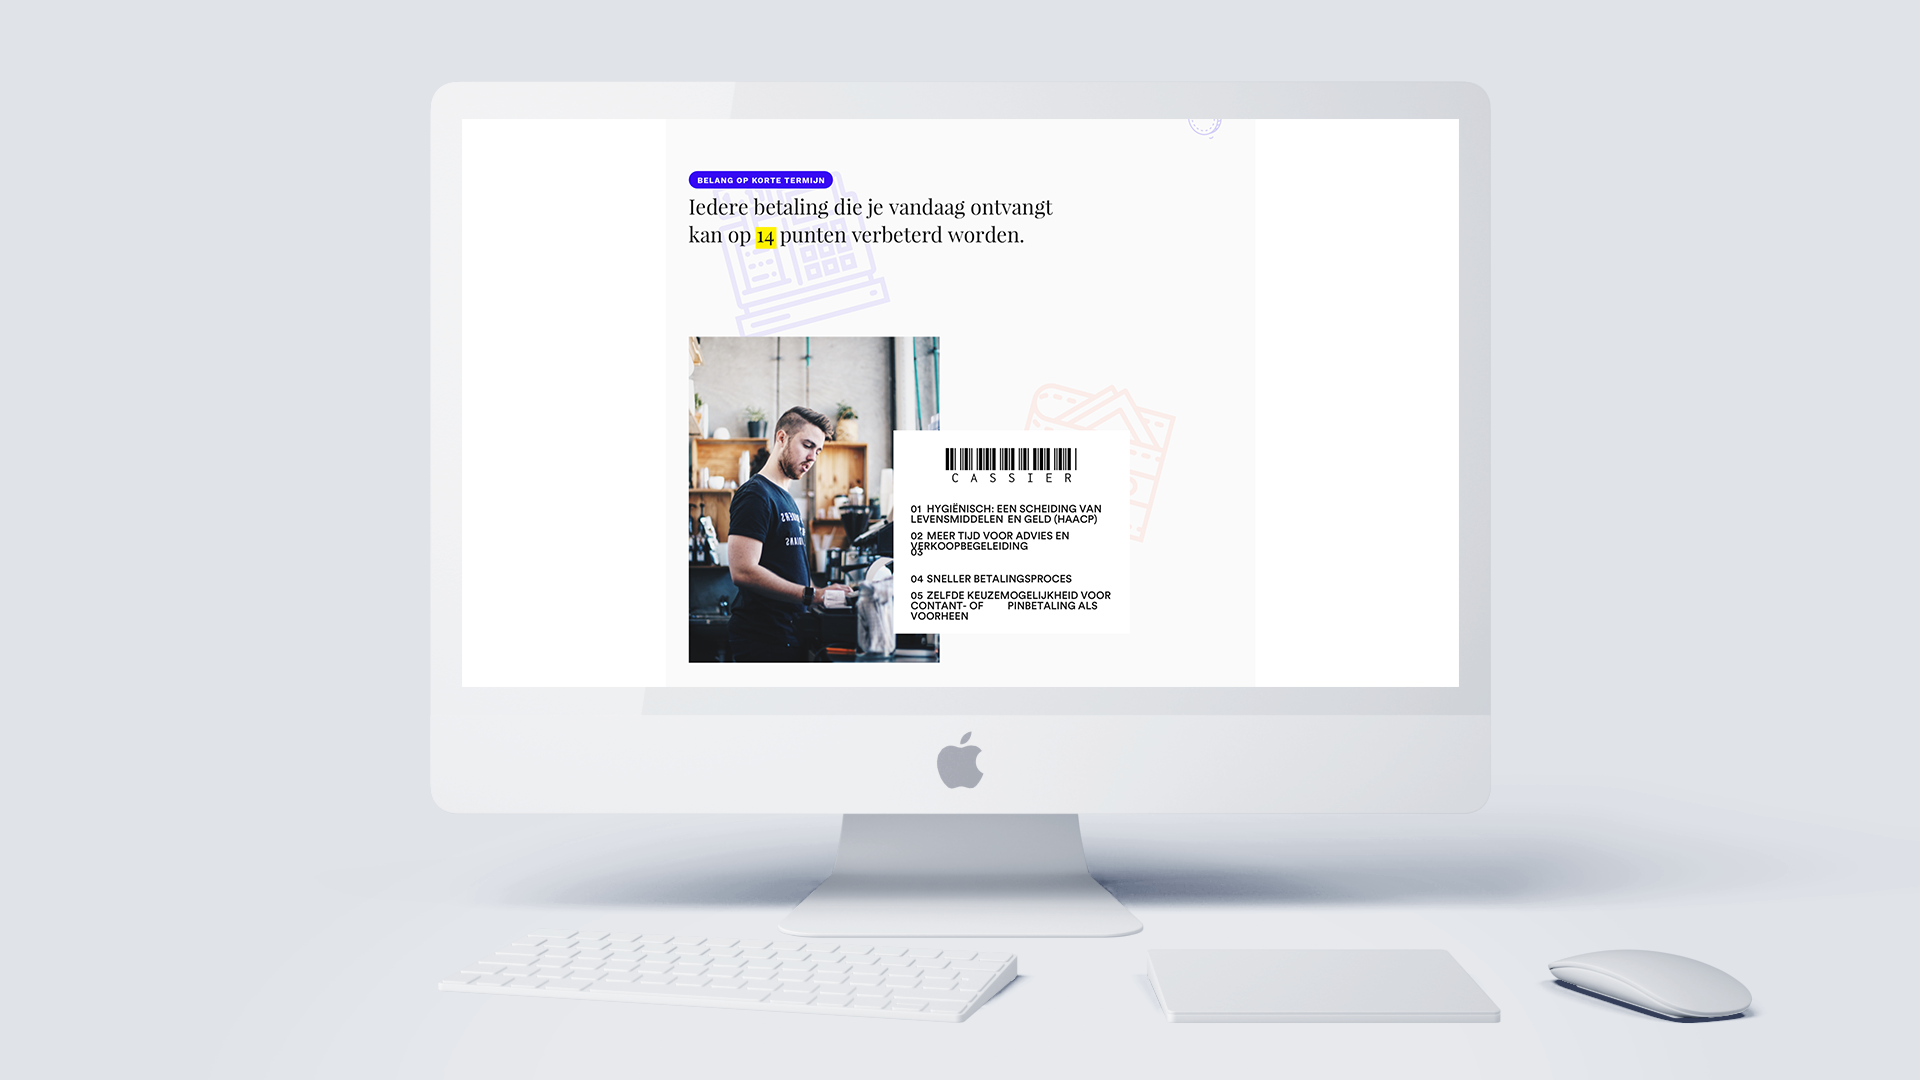 BELANG OP KORTE TERMIJN
Iedere betaling die je vandaag ontvangt
kan op 14 punten verbeterd worden.
CASSIER
01 HYGIËNISCH: EEN SCHEIDING VAN
LEVENSMIDDELEN EN GELD (HAACP)
02 MEER TIJD VOOR ADVIES EN
VERKOOPBEGELEIDING
03
04 SNELLER BETALINGSPROCES
05 ZELFDE KEUZEMOGELIJKHEID VOOR
CONTANT- OF PINBETALING ALS
VOORHEEN